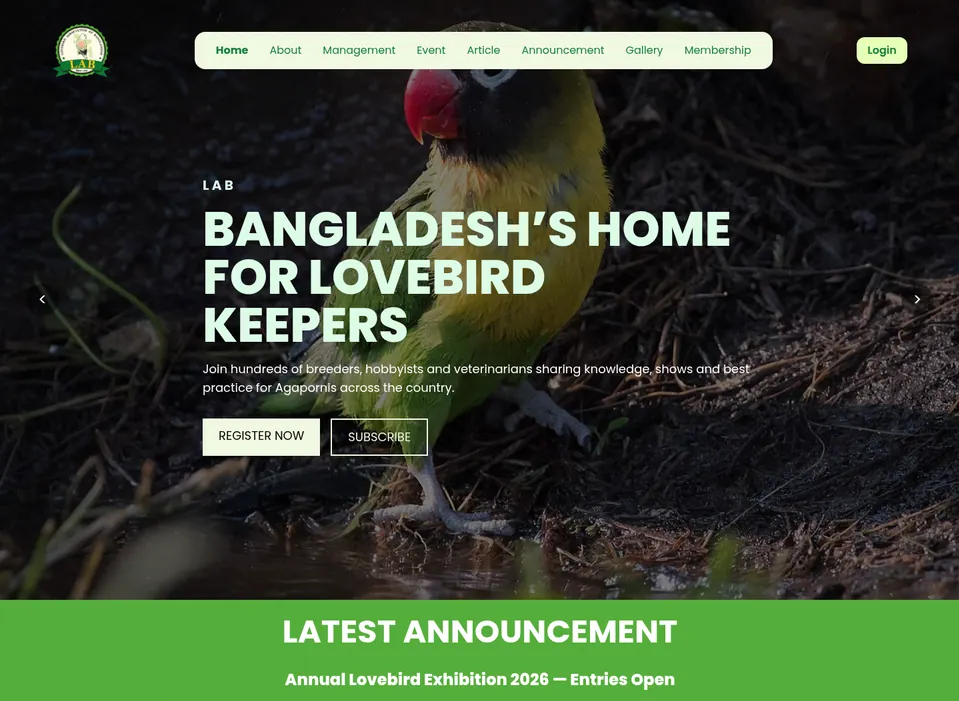 LAB
Home About Management Event Article Announcement Gallery Membership
Login
LAB
BANGLADESH’S HOME
FOR LOVEBIRD
KEEPERS
Join hundreds of breeders, hobbyists and veterinarians sharing knowledge, shows and best
practice for Agapornis across the country.
REGISTER NOW SUBSCRIBE
LATEST ANNOUNCEMENT
Annual Lovebird Exhibition 2026 — Entries Open